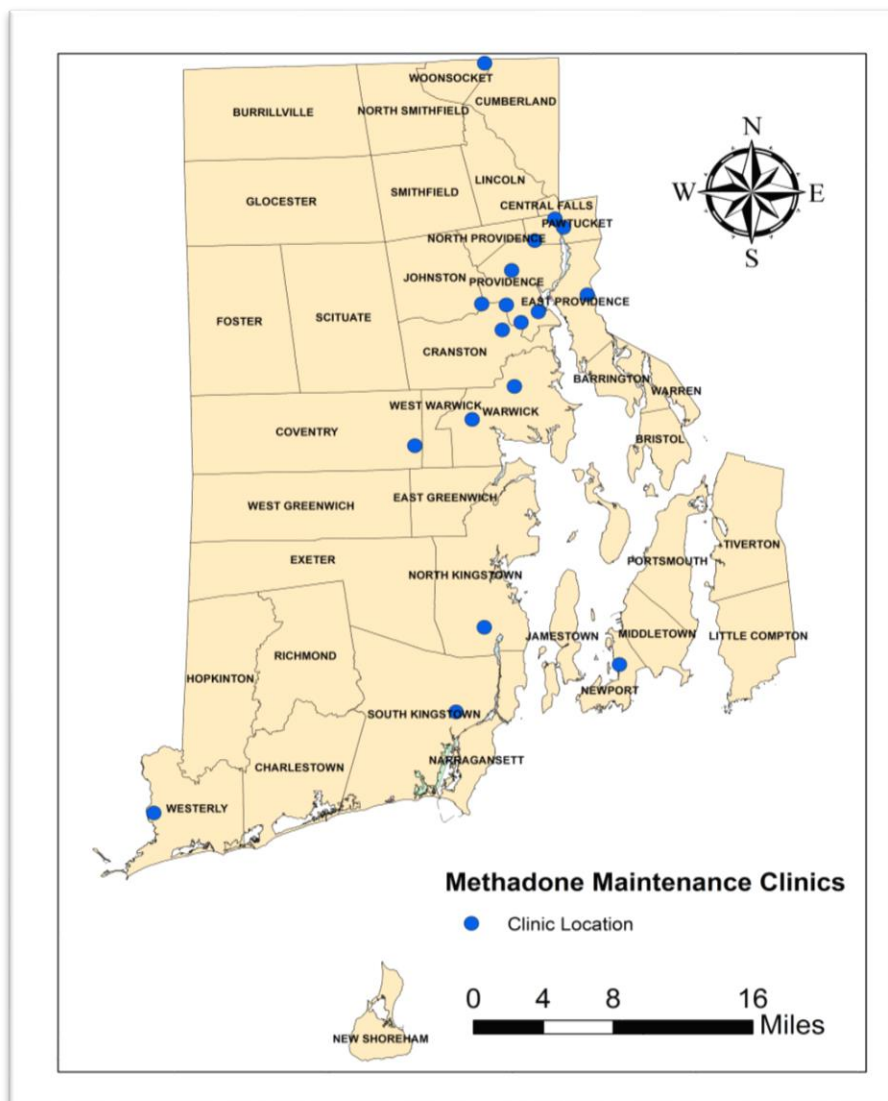 WOONSOCKET
CUMBERLAND
BURRILLVILLE
NORTH SMITHFIELD
N
LINCOLN
SMITHFIELD
W
E
GLOCESTER
CENTRAL FALLS
PAWTUCKET
NORTH PROVIDENCE
S
JOHNSTON
PROVIDENCE
EAST PROVIDENCE
FOSTER
SCITUATE
CRANSTON
BARRINGTON
WARREN
WEST WARWICK
WARWICK
COVENTRY
BRISTOL
EAST GREENWICH
WEST GREENWICH
TIVERTON
EXETER
PORTSMOUTH
NORTH KINGSTOWN
JAMESTOWN
MIDDLETOWN
LITTLE COMPTON
RICHMOND
HOPKINTON
NEWPORT
SOUTH KINGSTOWN
NARRAGANSETT
CHARLESTOWN
WESTERLY
Methadone Maintenance Clinics
Clinic Location
0 4 8 16
Miles
NEW SHOREHAM